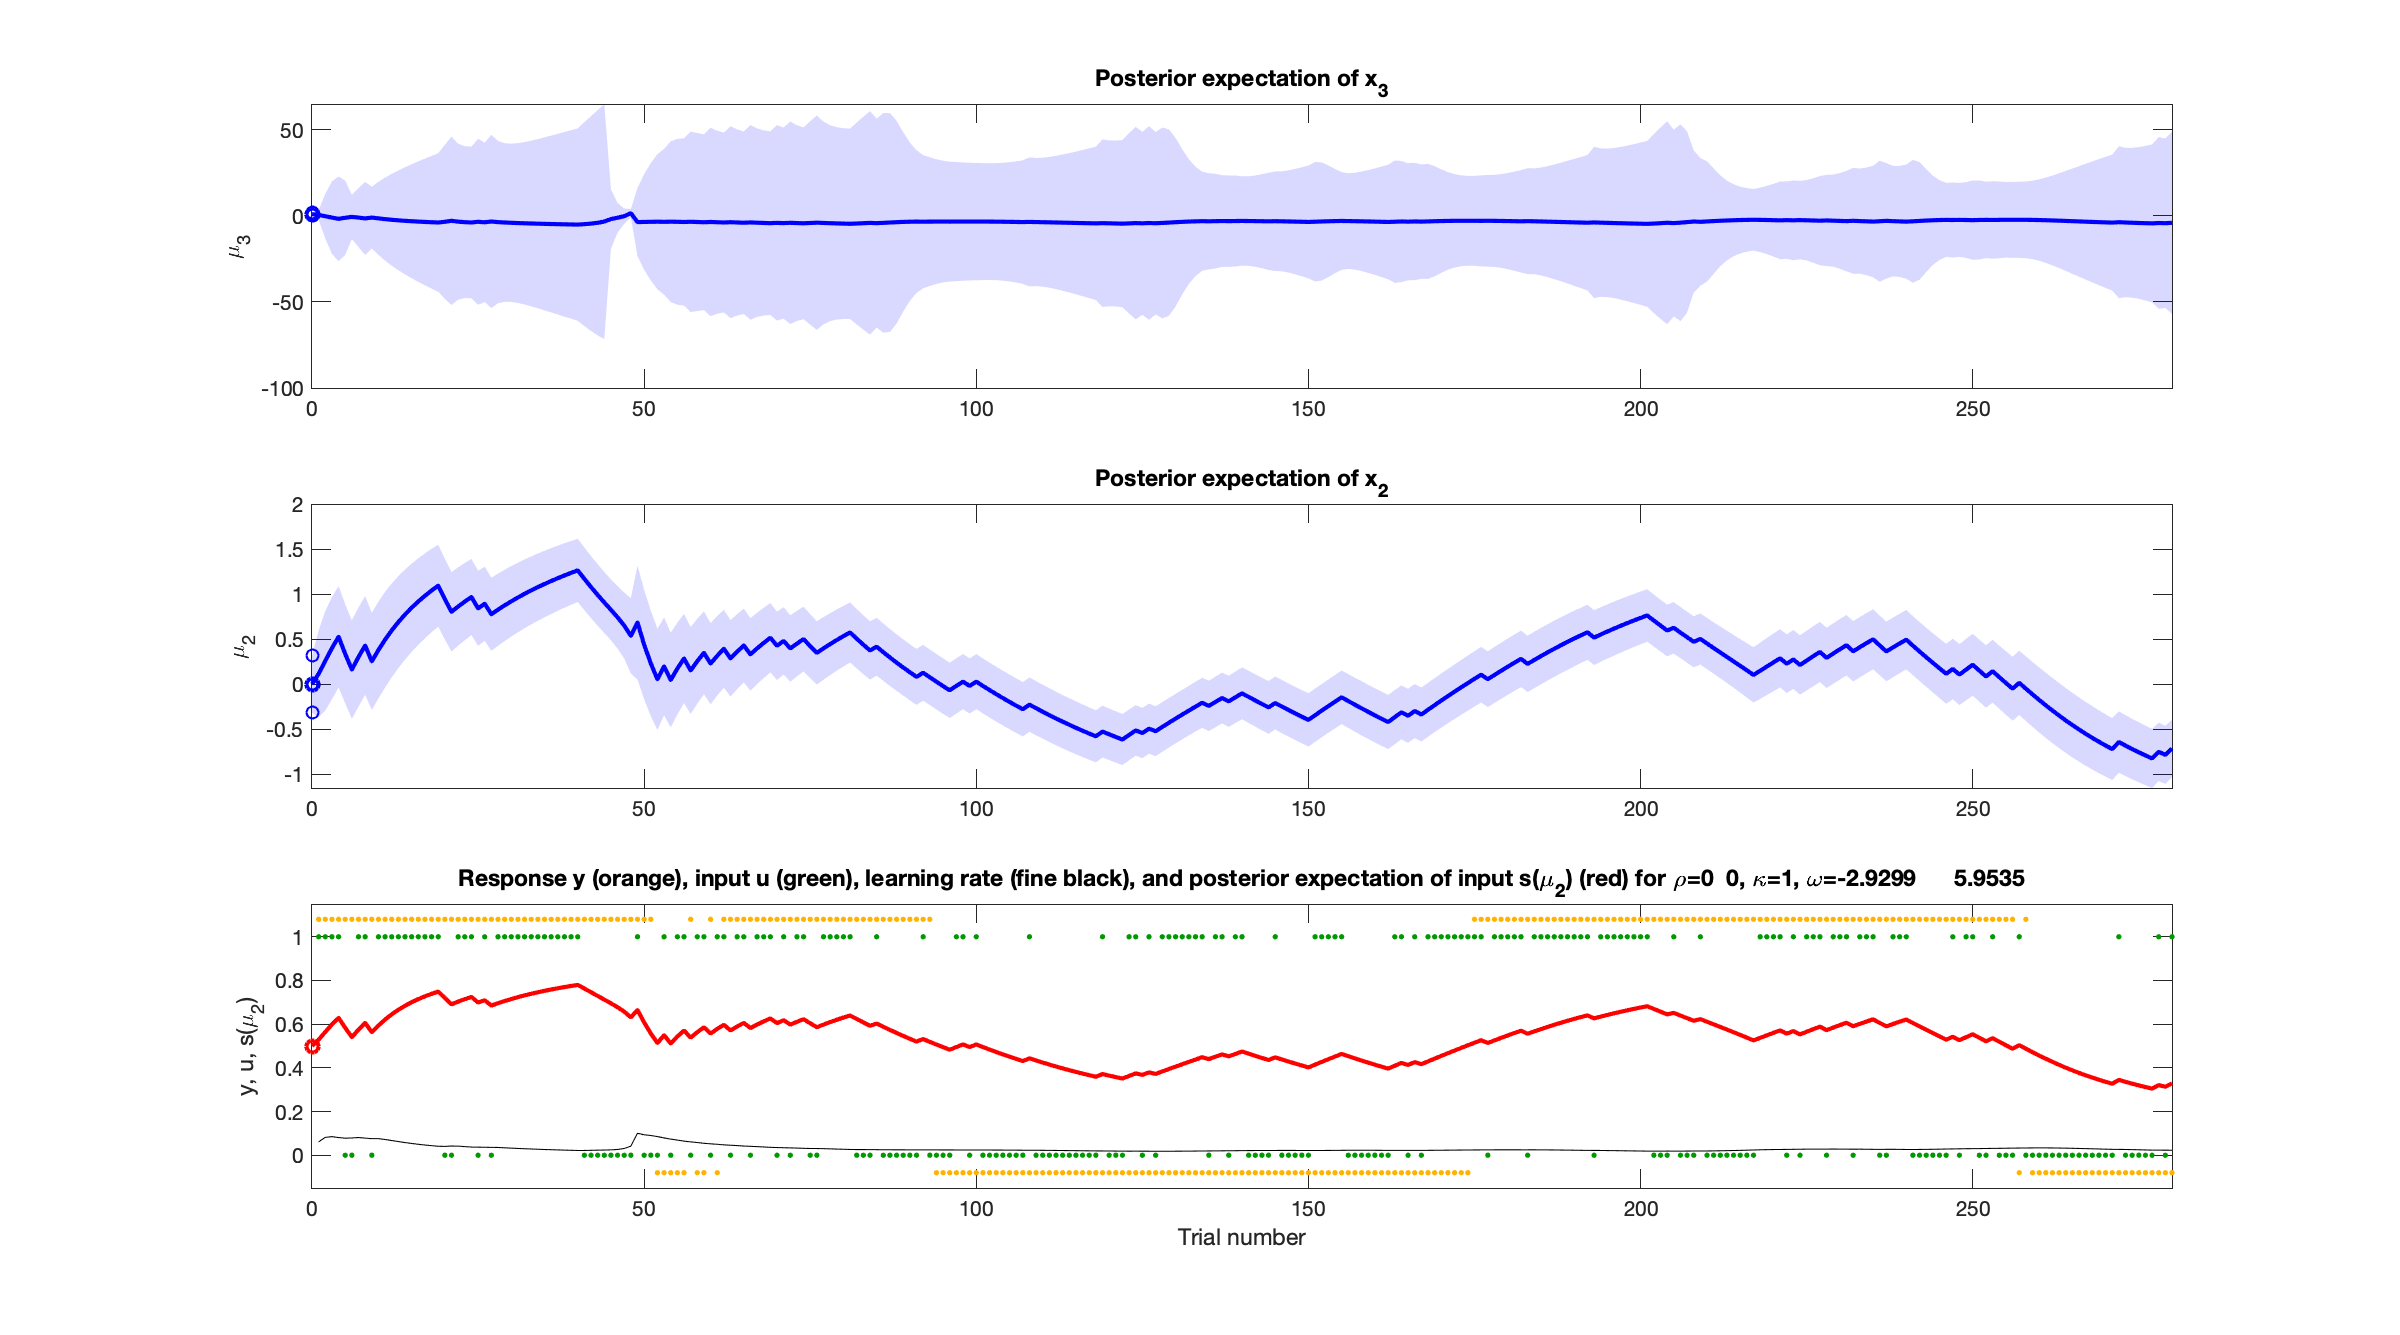 Posterior expectation of x3
50
0
-50
-100
μ3
0 50 100 150 200 250
Posterior expectation of x2
2
1.5
1
0.5
0
-0.5
-1
μ2
0 50 100 150 200 250
Response y (orange), input u (green), learning rate (fine black), and posterior expectation of input s(μ2) (red) for ρ=0 0, κ=1, ω=-2.9299 5.9535
1
0.8
0.6
0.4
0.2
0
y, u, s(μ2)
0 50 100 150 200 250
Trial number